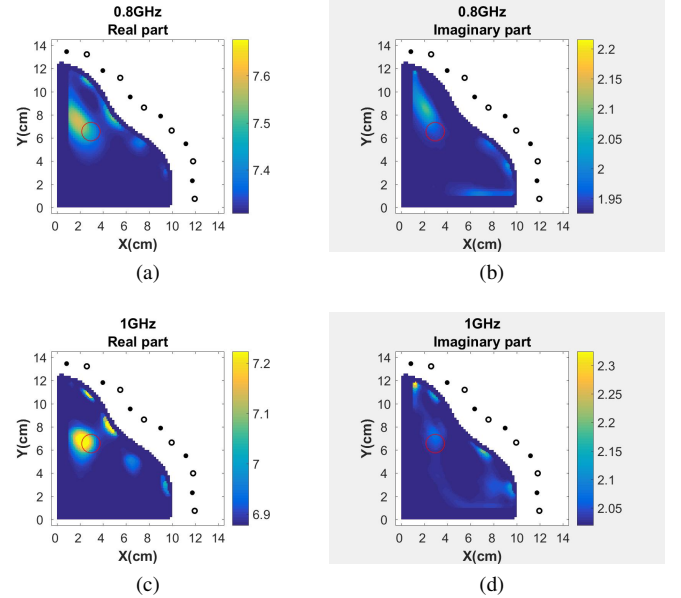 0.8GHz
Real part
14
12
10
8
6
4
2
0
Y(cm)
0 2 4 6 8 10 12 14
X(cm)
7.6
7.5
7.4
(a)
0.8GHz
Imaginary part
14
12
10
8
6
4
2
0
Y(cm)
0 2 4 6 8 10 12 14
X(cm)
2.2
2.15
2.1
2.05
2
1.95
(b)
1GHz
Real part
14
12
10
8
6
4
2
0
Y(cm)
0 2 4 6 8 10 12 14
X(cm)
7.2
7.1
7
6.9
(c)
1GHz
Imaginary part
14
12
10
8
6
4
2
0
Y(cm)
0 2 4 6 8 10 12 14
X(cm)
2.3
2.25
2.2
2.15
2.1
2.05
(d)